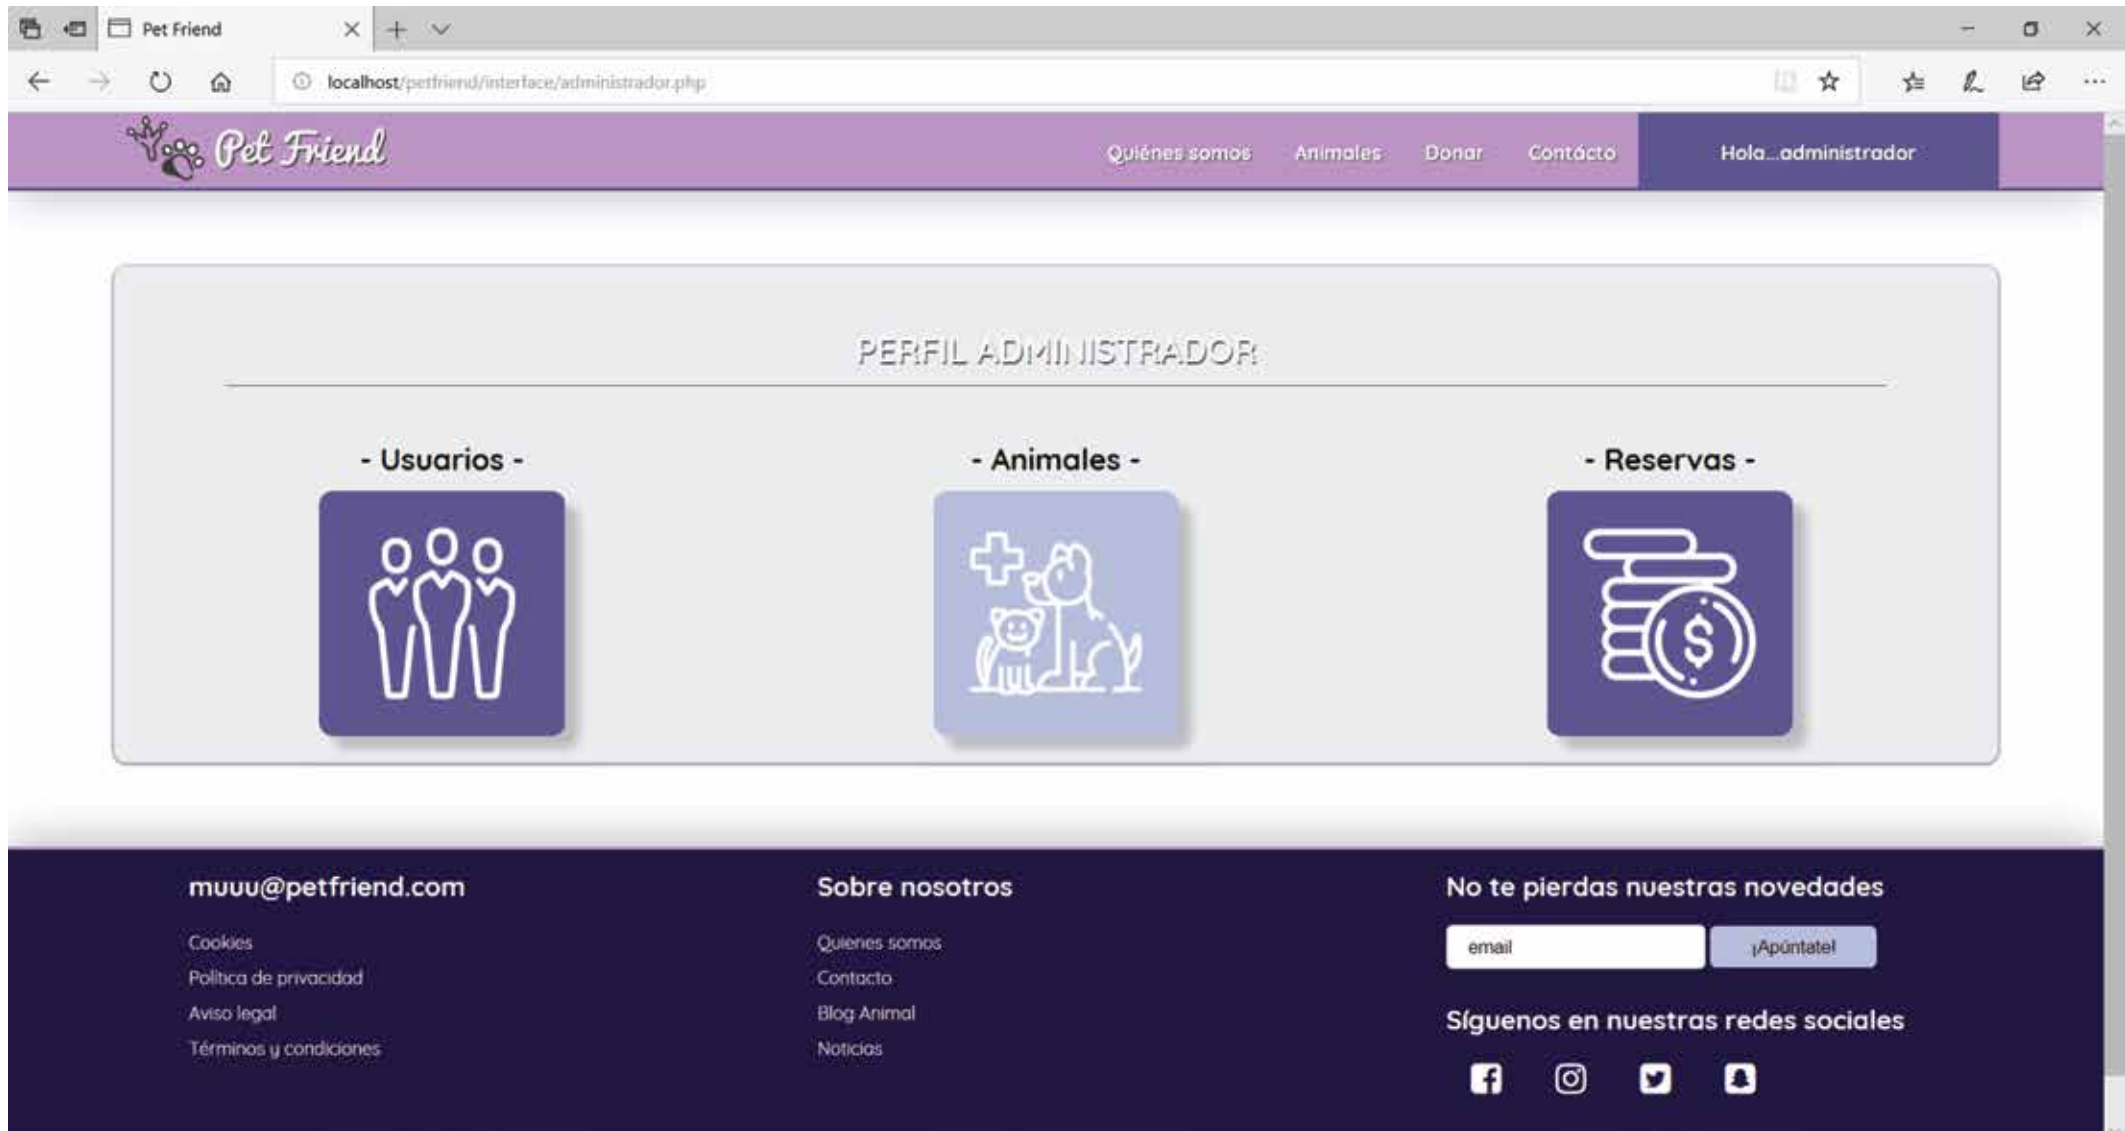 Pet Friend
localhost/petfriend/interface/administrador.php
Pet Friend
Quiénes somos Animales Donar Contácto Hola...administrador
PERFIL ADMINISTRADOR
- Usuarios - - Animales - - Reservas -
$
muuu@petfriend.com Sobre nosotros No te pierdas nuestras novedades
Cookies Quienes somos email ¡Apúntate!
Política de privacidad Contacto
Aviso legal Blog Animal Síguenos en nuestras redes sociales
Términos y condiciones Noticias